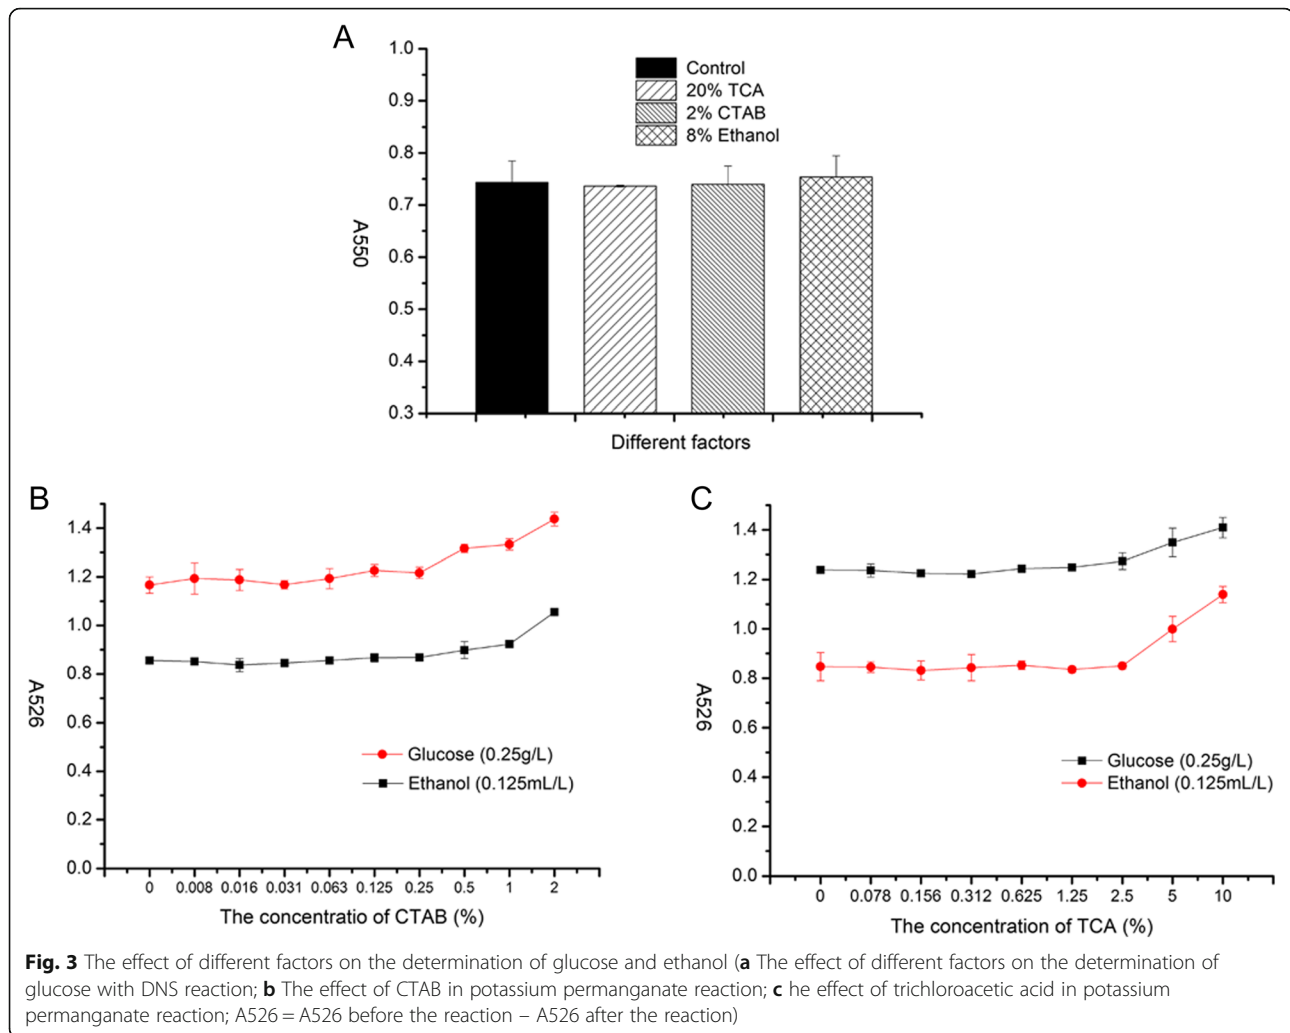 A
1.0
0.9
0.8
0.7
0.6
0.5
0.4
0.3
A550
Control
20% TCA
2% CTAB
8% Ethanol
Different factors
B
1.4
1.2
1.0
0.8
0.6
0.4
0.2
0.0
A526
Glucose (0.25g/L)
Ethanol (0.125mL/L)
0 0.008 0.016 0.031 0.063 0.125 0.25 0.5 1 2
The concentratio of CTAB (%)
C
1.4
1.2
1.0
0.8
0.6
0.4
0.2
0.0
A526
Glucose (0.25g/L)
Ethanol (0.125mL/L)
0 0.078 0.156 0.312 0.625 1.25 2.5 5 10
The concentration of TCA (%)
Fig. 3 The effect of different factors on the determination of glucose and ethanol (a The effect of different factors on the determination of
glucose with DNS reaction; b The effect of CTAB in potassium permanganate reaction; c he effect of trichloroacetic acid in potassium
permanganate reaction; A526 = A526 before the reaction – A526 after the reaction)